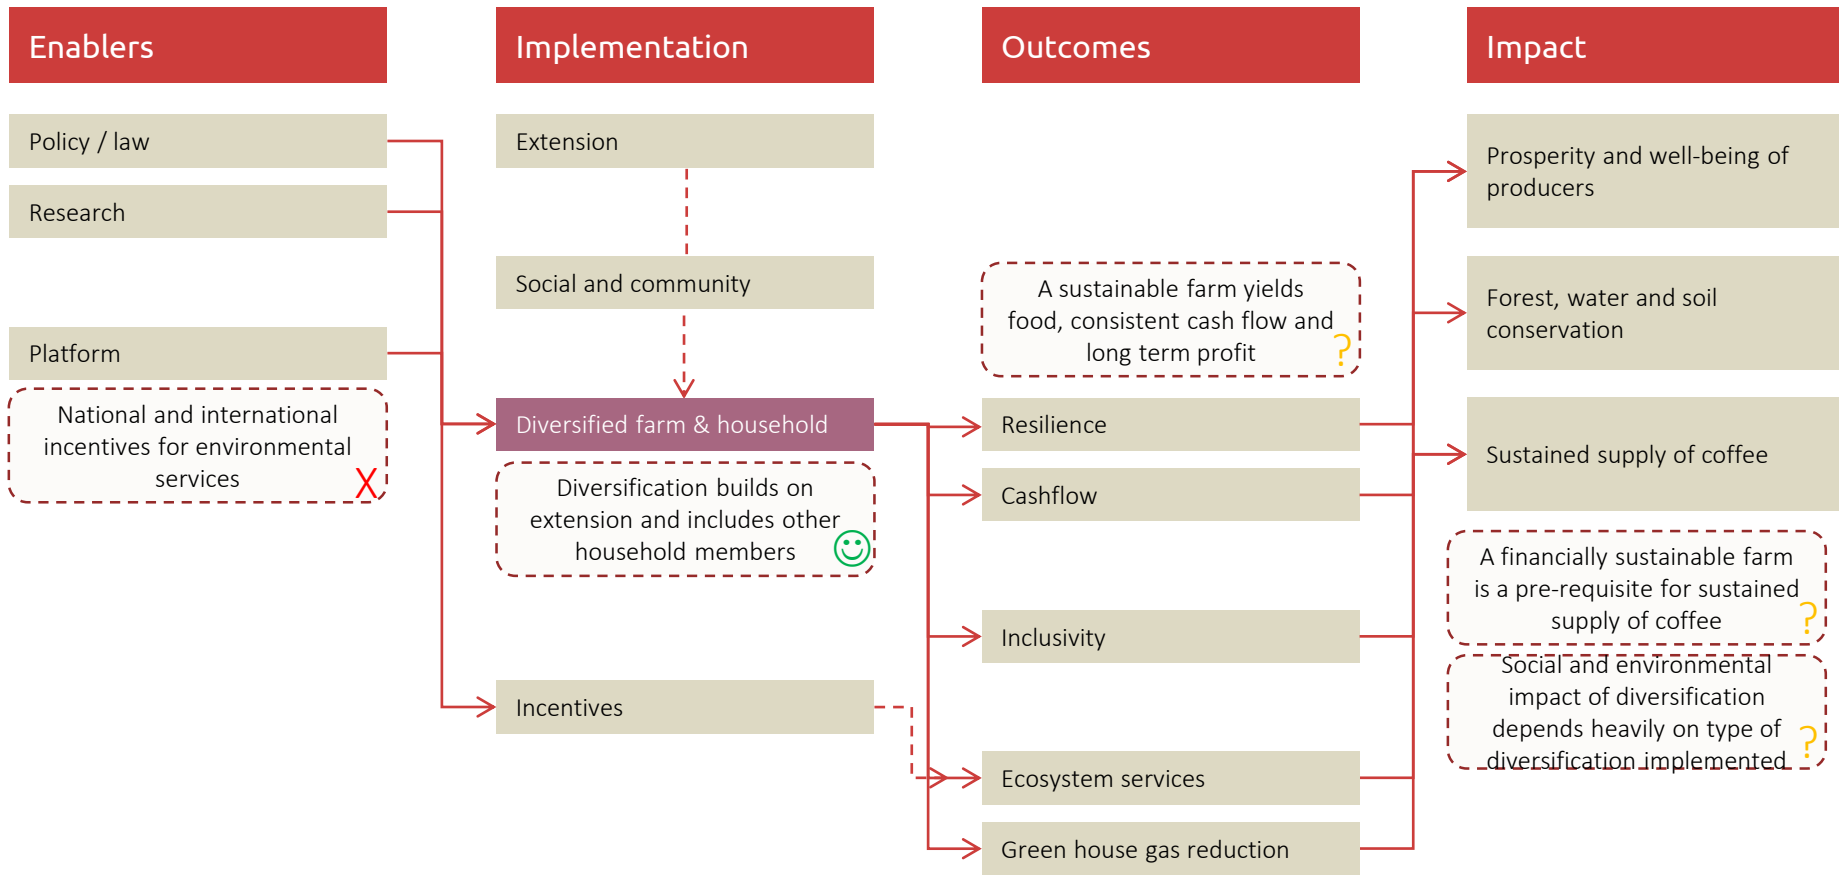 Enablers
Policy / law
Research
Platform
National and international
incentives for environmental
services
X
Implementation
Extension
Social and community
Diversified farm & household
Diversification builds on
extension and includes other
household members
Incentives
Outcomes
A sustainable farm yields
food, consistent cash flow and
long term profit
?
Resilience
Cashflow
Inclusivity
Ecosystem services
Green house gas reduction
Impact
Prosperity and well-being of
producers
Forest, water and soil
conservation
Sustained supply of coffee
A financially sustainable farm
is a pre-requisite for sustained
supply of coffee
?
Social and environmental
impact of diversification
depends heavily on type of
diversification implemented
?